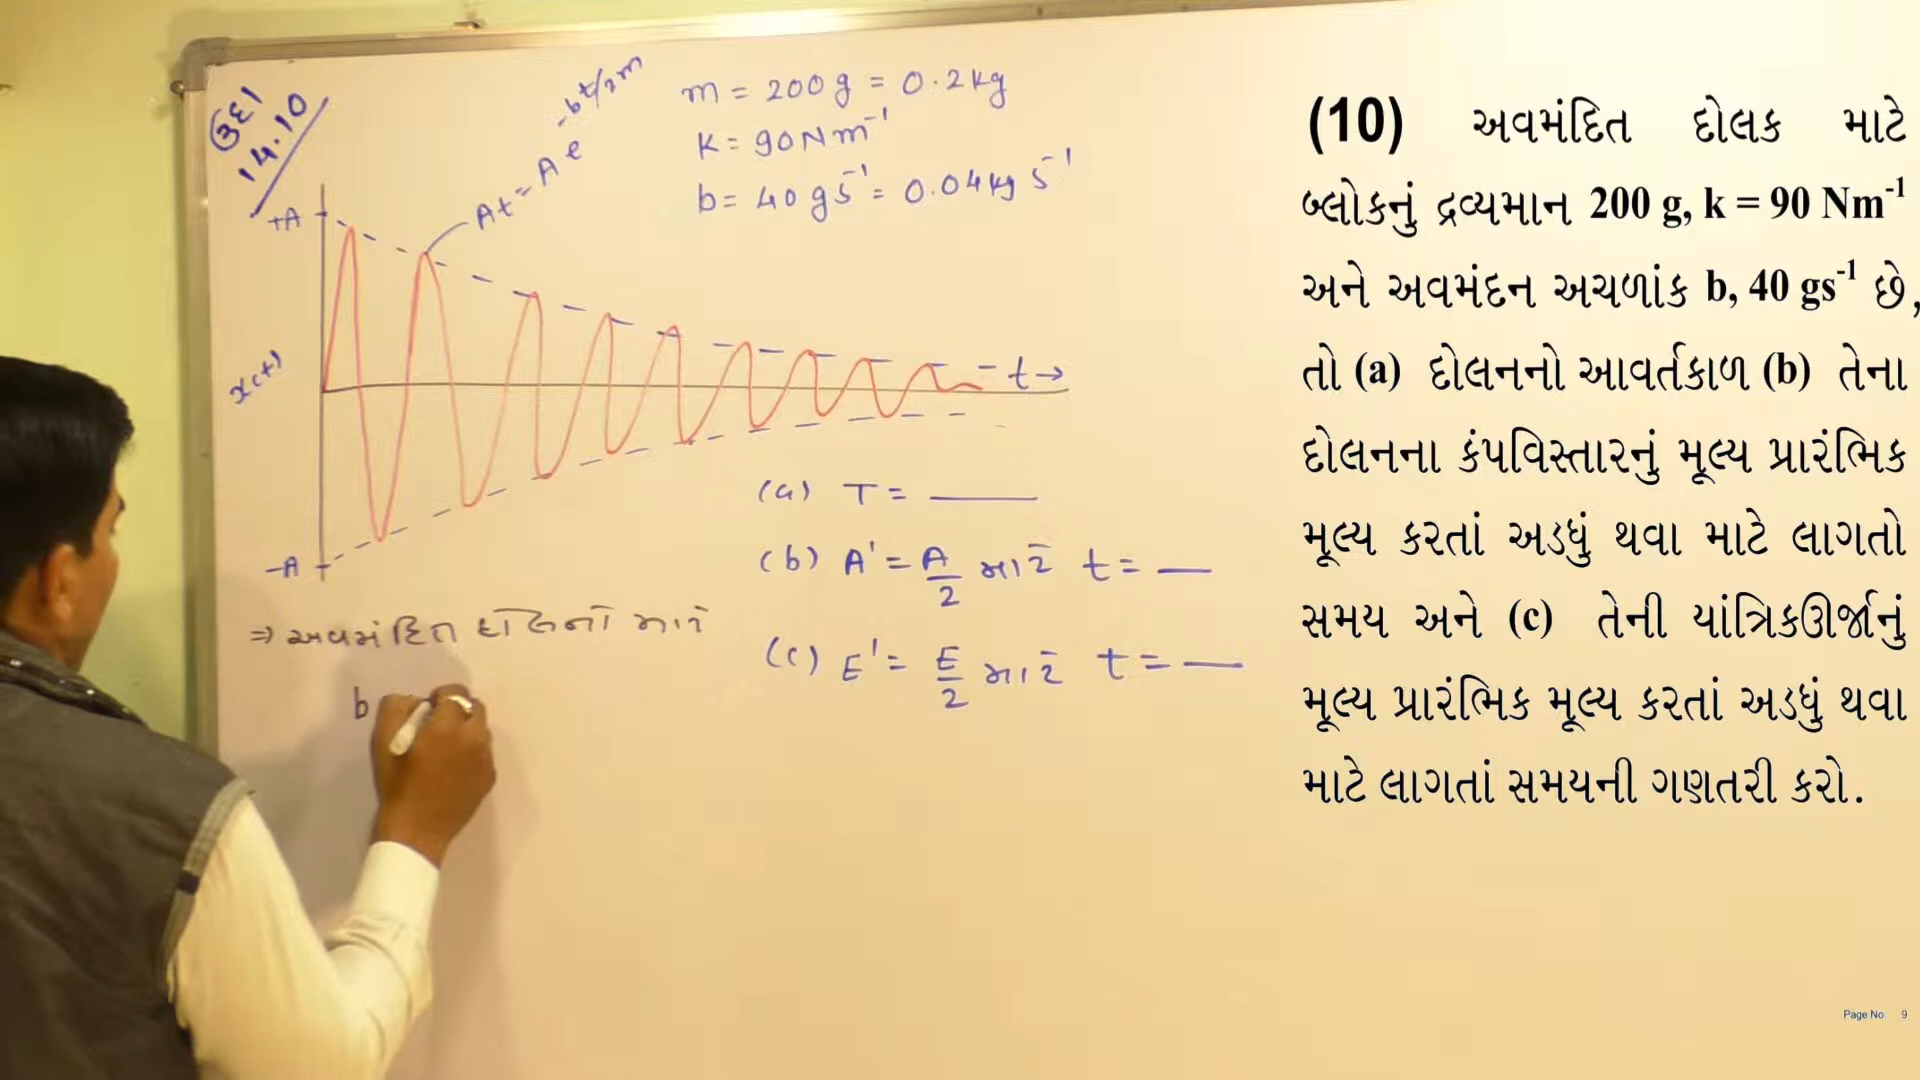 ઉદા
14.10
At = A e^(-bt/2m)
m = 200 g = 0.2 kg
K = 90 N m⁻¹
b = 40 g s⁻¹ = 0.04 kg s⁻¹
+A
x(t)
t→
-A
(a) T = ____
(b) A' = A/2 માટે t = __
(c) E' = E/2 માટે t = __
⇒ અવમંદિત દોલનો માટે
b
(10) અવમંદિત દોલક માટે
બ્લોકનું દ્રવ્યમાન 200 g, k = 90 Nm⁻¹
અને અવમંદન અચળાંક b, 40 gs⁻¹ છે,
તો (a) દોલનનો આવર્તકાળ (b) તેના
દોલનના કંપવિસ્તારનું મૂલ્ય પ્રારંભિક
મૂલ્ય કરતાં અડધું થવા માટે લાગતો
સમય અને (c) તેની યાંત્રિકઊર્જાનું
મૂલ્ય પ્રારંભિક મૂલ્ય કરતાં અડધું થવા
માટે લાગતાં સમયની ગણતરી કરો.
Page No 9